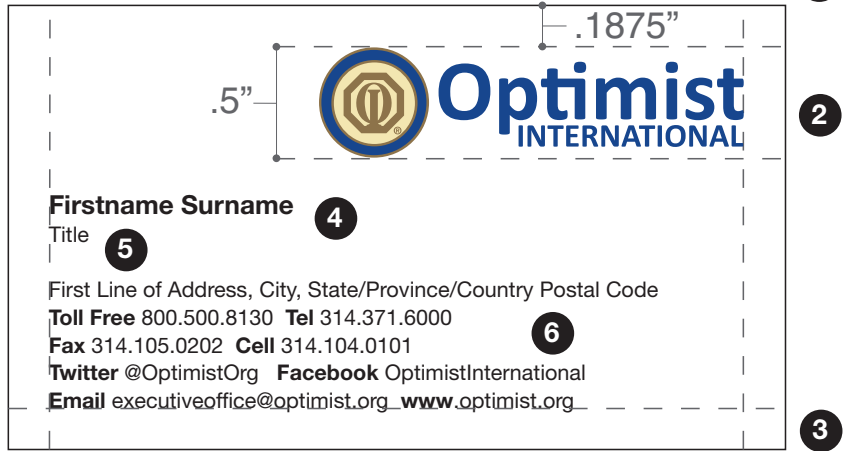 .1875”
.5”
Optimist
INTERNATIONAL
®
2
Firstname Surname
4
Title
5
First Line of Address, City, State/Province/Country Postal Code
Toll Free 800.500.8130 Tel 314.371.6000
6
Fax 314.105.0202 Cell 314.104.0101
Twitter @OptimistOrg Facebook OptimistInternational
Email executiveoffice@optimist.org www.optimist.org
3